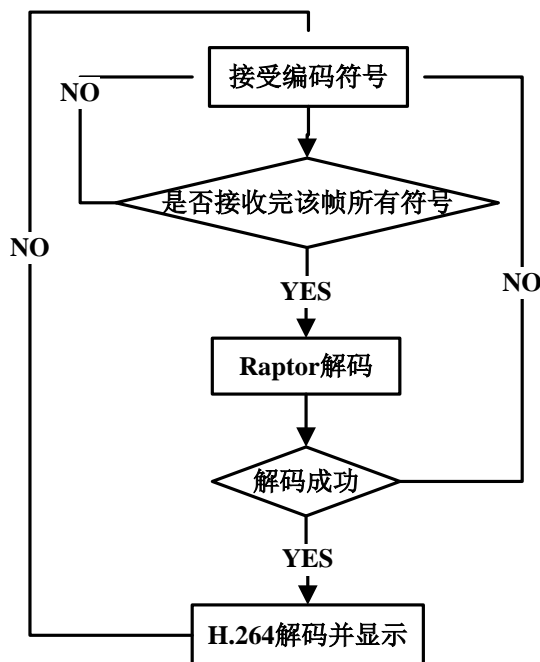 接受编码符号
NO
是否接收完该帧所有符号
NO
NO
YES
Raptor解码
解码成功
YES
H.264解码并显示